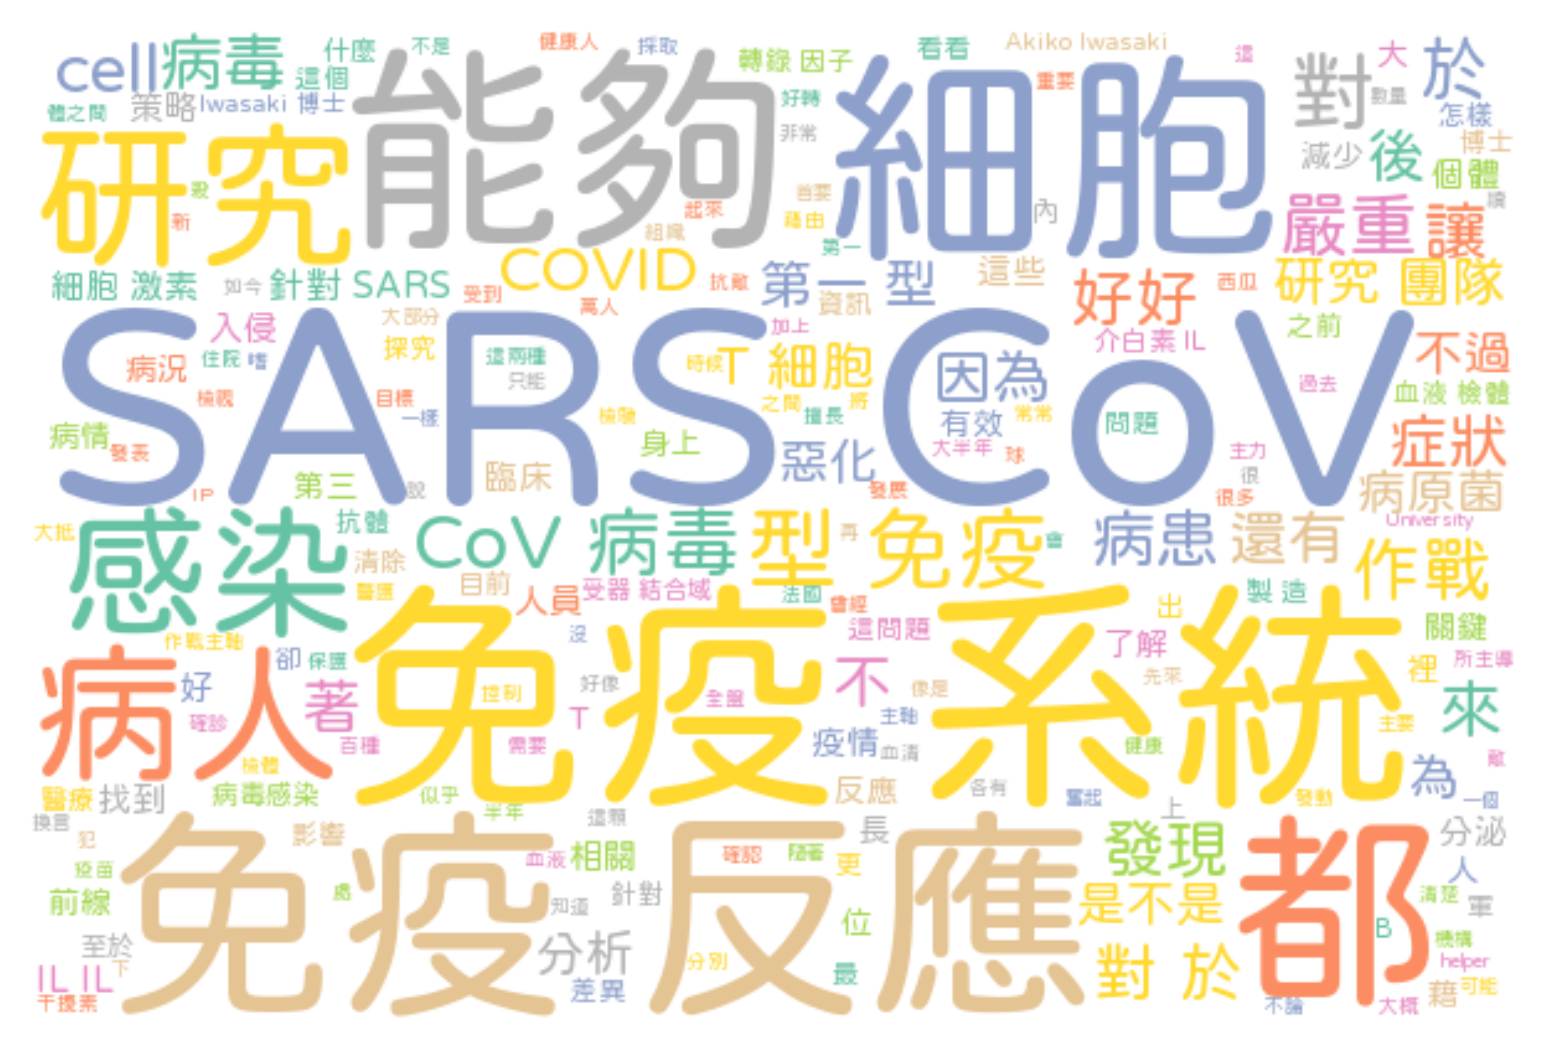 cell 病毒 什麼 不是 健康人 採取 轉錄 因子 看看 Akiko Iwasaki 這 大 於
這個 能夠 細胞 重要 對
體之間 策略 Iwasaki 博士 好轉 數量 怎樣
研究 非常 減少 後 博士
殺 首要 個體
新 起來 藉由 內 嚴重 讓
組織 第一
細胞 激素 如今 針對 SARS COVID 抗敵 第一 型 這些 好好 西瓜 研究 團隊
受到 萬人 資訊
入侵 大部分 加上 介白素 IL 之前
SARS CoV
病況 住院 嗜 探究 這兩種 時候 T 細胞 因為 不過
只能 過去 血液 檢體
檢視 目標 之間 將
一樣 檢驗 擅長 有效 常常 問題
病情 發表 身上 惡化 大半年 球 主力 症狀
第三 臨床 很
IP 脫 發展 很多 病原菌
大抵 感染 抗體 CoV 病毒 型 再 免疫 會 病患 還有 University
清除 作戰
醫護 目前 人員 受器 結合域 法國 曾經 製造
免疫 系統 出
作戰主軸 沒 這問題 了解 關鍵
病人 卻 保護 好像 不 像是 先來 裡 所主導
好 著 控制 全盤 來
確診 T 主軸 主要
百種 需要 疫情 血清 健康 敵
檢體 為
醫療 找到 病毒感染 似乎 反應 各有 奮起 發動 一個
半年 上
換言 犯 影響 這類 長 發現 都 分泌
免疫 反應
疫苗 血液 相關 確認 隨著 更 人
前線 處 知道 針對 位 是不是 清楚 軍
至於 分析 B 機構
IL IL 下 分別 最 對 於 helper
干擾素 差異 不論 大概 藉 可能